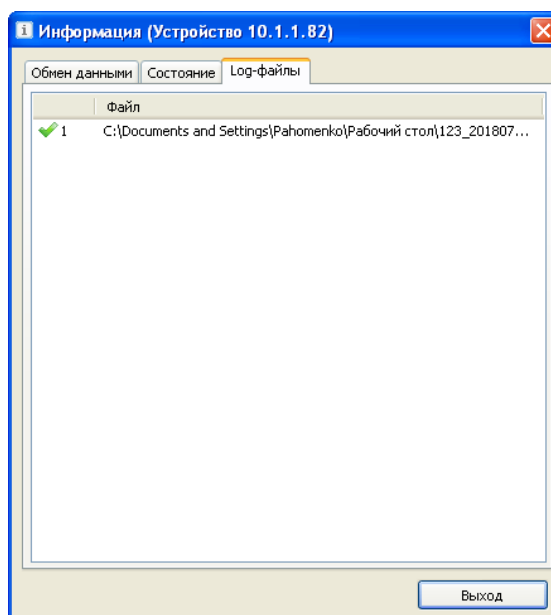 Информация (Устройство 10.1.1.82)
Обмен данными Состояние Log-файлы
Файл
1 C:\Documents and Settings\Pahomenko\Рабочий стол\123_201807...
Выход